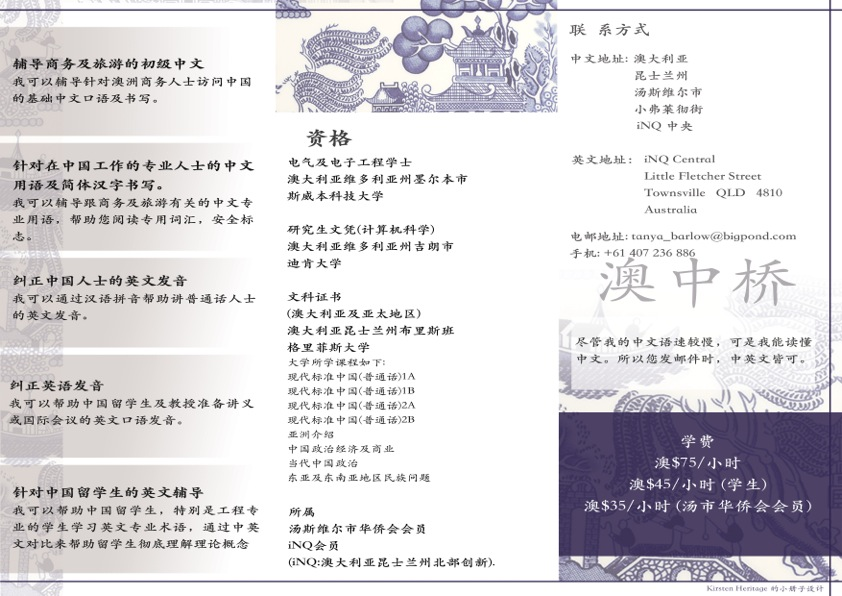 辅导商务及旅游的初级中文
我可以辅导针对澳洲商务人士访问中国
的基础中文口语及书写。
针对在中国工作的专业人士的中文
用语及简体汉字书写。
我可以辅导跟商务及旅游有关的中文专
业用语，帮助您阅读专用词汇，安全标
志。
纠正中国人士的英文发音
我可以通过汉语拼音帮助讲普通话人士
的英文发音。
纠正英语发音
我可以帮助中国留学生及教授准备讲义
或国际会议的英文口语发音。
针对中国留学生的英文辅导
我可以帮助中国留学生，特别是工程专
业的学生学习英文专业术语，通过中英
文对比来帮助留学生彻底理解理论概念
资格
电气及电子工程学士
澳大利亚维多利亚州墨尔本市
斯威本科技大学
研究生文凭(计算机科学)
澳大利亚维多利亚州吉朗市
迪肯大学
文科证书
(澳大利亚及亚太地区)
澳大利亚昆士兰州布里斯班
格里菲斯大学
大学所学课程如下:
现代标准中国(普通话)1A
现代标准中国(普通话)1B
现代标准中国(普通话)2A
现代标准中国(普通话)2B
亚洲介绍
中国政治经济及商业
当代中国政治
东亚及东南亚地区民族问题
所属
汤斯维尔市华侨会会员
iNQ会员
(iNQ:澳大利亚昆士兰州北部创新).
联 系方式
中文地址: 澳大利亚
昆士兰州
汤斯维尔市
小弗莱彻街
iNQ 中央
英文地址: iNQ Central
Little Fletcher Street
Townsville QLD 4810
Australia
电邮地址: tanya_barlow@bigpond.com
手机: +61 407 236 886
澳中桥
尽管我的中文语速较慢，可是我能读懂
中文。所以您发邮件时，中英文皆可。
学费
澳$75/小时
澳$45/小时(学生)
澳$35/小时(汤市华侨会会员)
Kirsten Heritage 的小册子设计